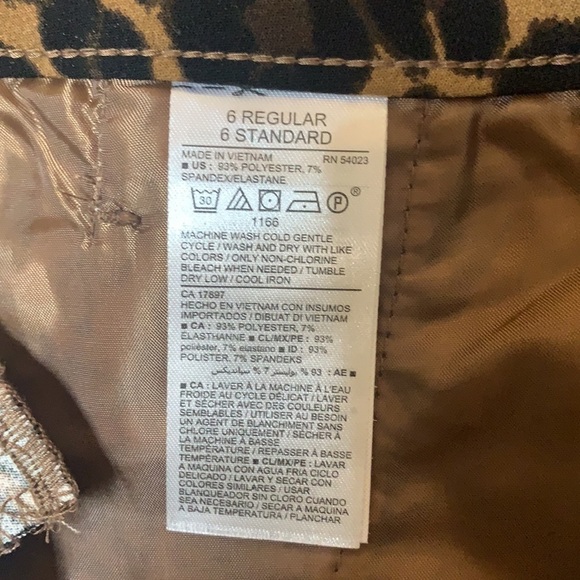 6 REGULAR
6 STANDARD
MADE IN VIETNAM RN 54023
■ US : 93% POLYESTER, 7%
SPANDEX/ELASTANE
30 P ®
1166
MACHINE WASH COLD GENTLE
CYCLE / WASH AND DRY WITH LIKE
COLORS / ONLY NON-CHLORINE
BLEACH WHEN NEEDED / TUMBLE
DRY LOW / COOL IRON
CA 17897
HECHO EN VIETNAM CON INSUMOS
IMPORTADOS / DIBUAT DI VIETNAM
■ CA : 93% POLYESTER, 7%
ÉLASTHANNE ■ CL/MX/PE : 93%
poliéster, 7% elastano ■ ID : 93%
POLISTER, 7% SPANDEKS
■ AE : 93 % بوليستر 7 % سباندیکس
■ CA : LAVER À LA MACHINE À L'EAU
FROIDE AU CYCLE DÉLICAT / LAVER
ET SÉCHER AVEC DES COULEURS
SEMBLABLES / UTILISER AU BESOIN
UN AGENT DE BLANCHIMENT SANS
CHLORE UNIQUEMENT / SÉCHER À
LA MACHINE À BASSE
TEMPÉRATURE / REPASSER À BASSE
TEMPÉRATURE ■ CL/MX/PE : LAVAR
A MAQUINA CON AGUA FRIA CICLO
DELICADO / LAVAR Y SECAR CON
COLORES SIMILARES / USAR
BLANQUEADOR SIN CLORO CUANDO
SEA NECESARIO / SECAR A MAQUINA
A BAJA TEMPERATURA / PLANCHAR